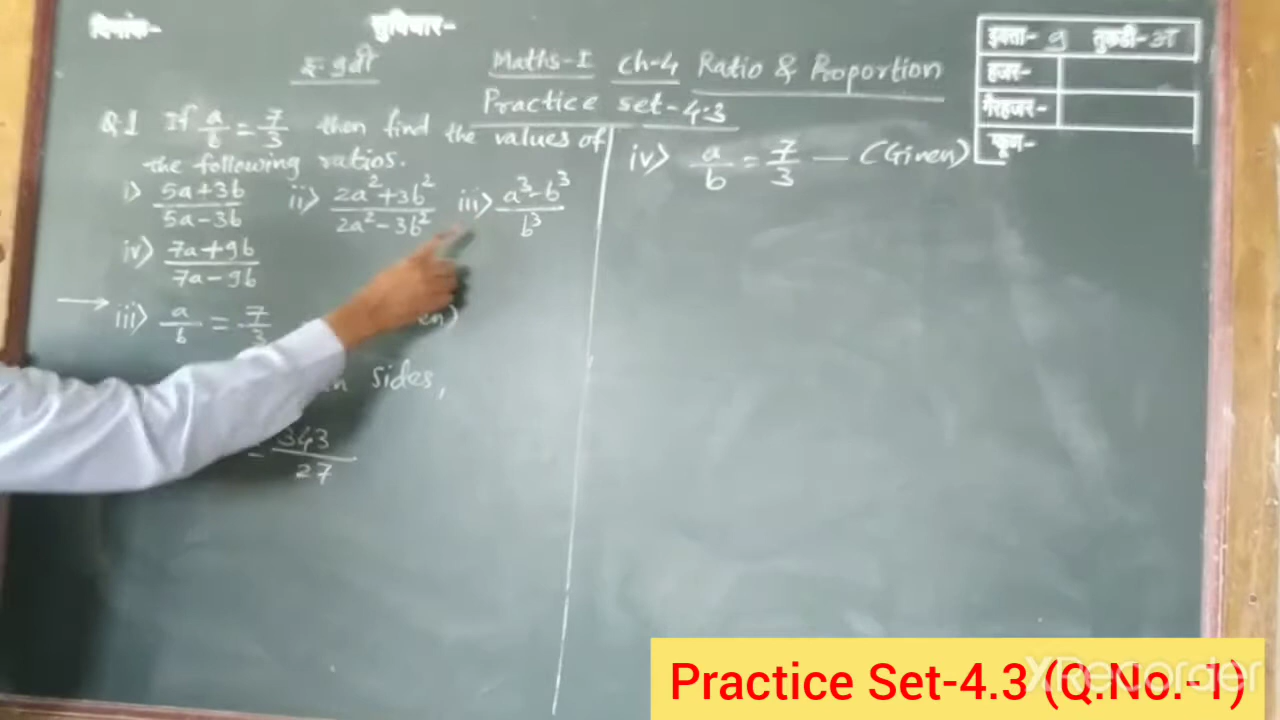 दिनांक- सुविचार-
इयत्ता- ९ तुकडी- अ
हजर-
गैरहजर-
एकूण-
इ. ९वी Maths-I ch-4 Ratio & Proportion
Practice set-4.3
Q.1 If a/b = 7/3 then find the values of
the following ratios.
i) 5a+3b/5a-3b ii) 2a²+3b²/2a²-3b² iii) a³-b³/b³
iv) 7a+9b/7a-9b
→ iii) a/b = 7/3
sides,
= 343/27
iv) a/b = 7/3 — (Given)
Practice Set-4.3 (Q.No.-1)
XRecorder